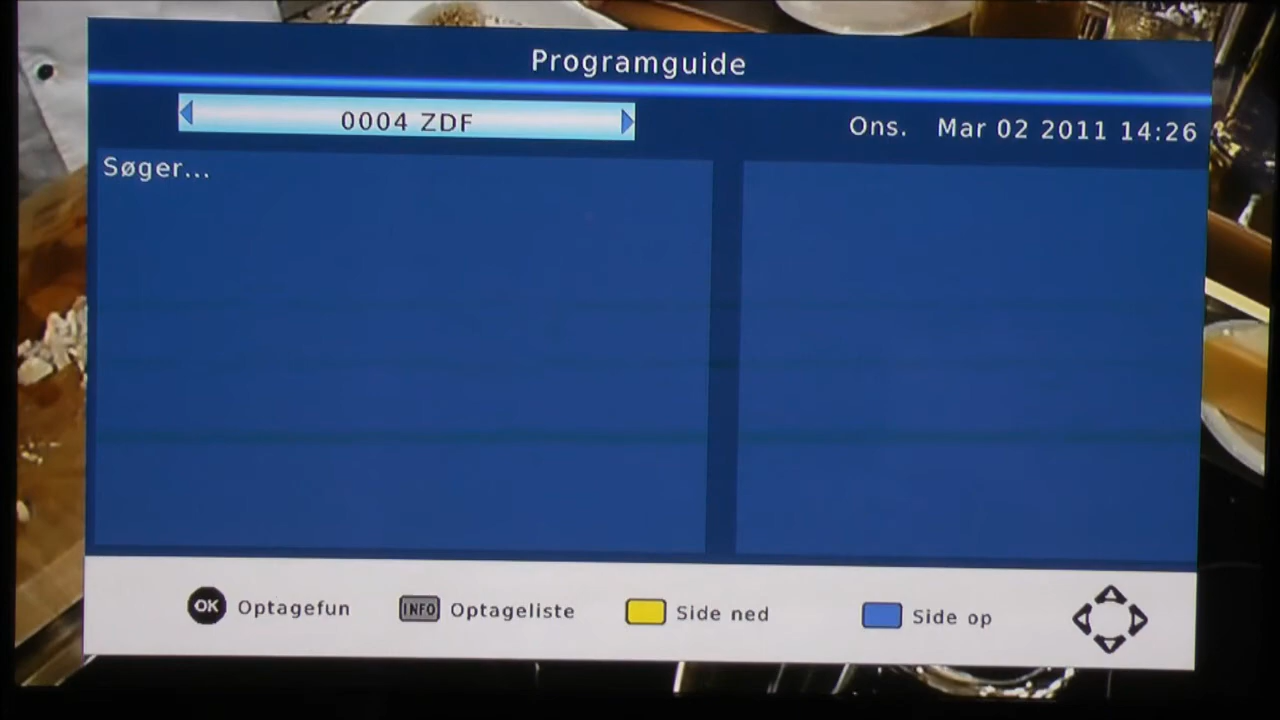 Programguide
0004 ZDF
Ons. Mar 02 2011 14:26
Søger...
OK Optagefun INFO Optageliste Side ned Side op